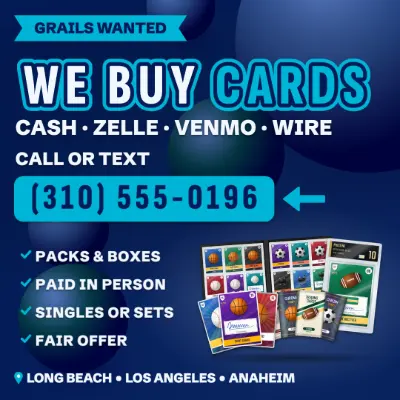 GRAILS WANTED
WE BUY CARDS
CASH • ZELLE • VENMO • WIRE
CALL OR TEXT
(310) 555-0196
PACKS & BOXES
PAID IN PERSON
SINGLES OR SETS
FAIR OFFER
10
LONG BEACH • LOS ANGELES • ANAHEIM